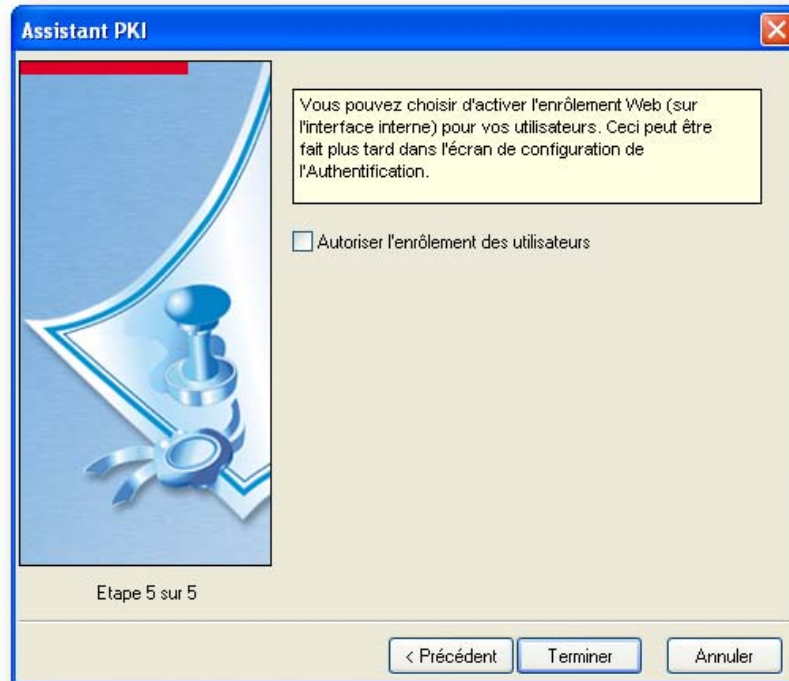 Assistant PKI
Vous pouvez choisir d'activer l'enrôlement Web (sur
l'interface interne) pour vos utilisateurs. Ceci peut être
fait plus tard dans l'écran de configuration de
l'Authentification.
Autoriser l'enrôlement des utilisateurs
Etape 5 sur 5
< Précédent
Terminer
Annuler